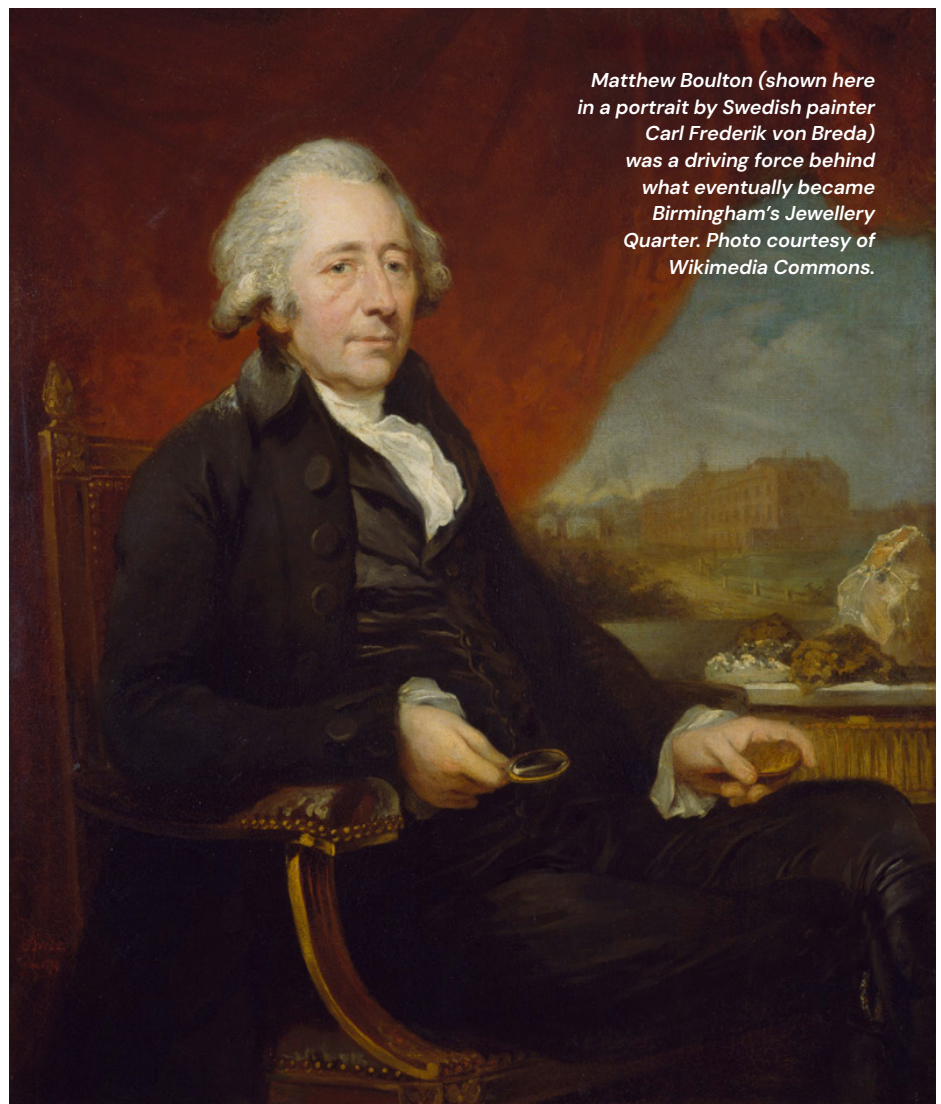 Matthew Boulton (shown here
in a portrait by Swedish painter
Carl Frederik von Breda)
was a driving force behind
what eventually became
Birmingham’s Jewellery
Quarter. Photo courtesy of
Wikimedia Commons.